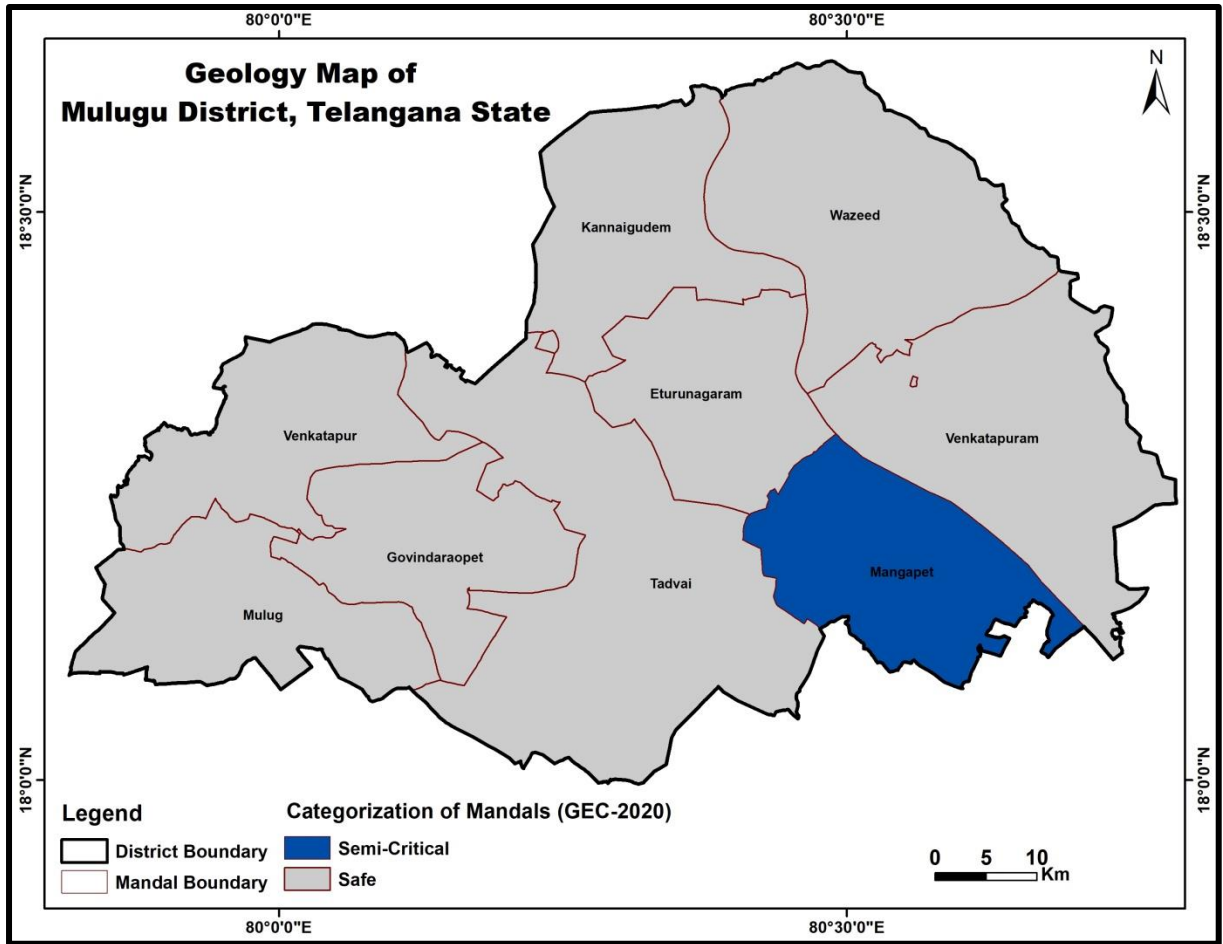 80°0'0"E
80°30'0"E
Geology Map of
Mulugu District, Telangana State
N
18°30'0"N
18°30'0"N
Kannaigudem
Wazeed
Eturunagaram
Venkatapur
Venkatapuram
Govindaraopet
Mangapet
Tadvai
Mulug
18°0'0"N
18°0'0"N
Legend
District Boundary
Mandal Boundary
Categorization of Mandals (GEC-2020)
Semi-Critical
Safe
0 5 10
Km
80°0'0"E
80°30'0"E